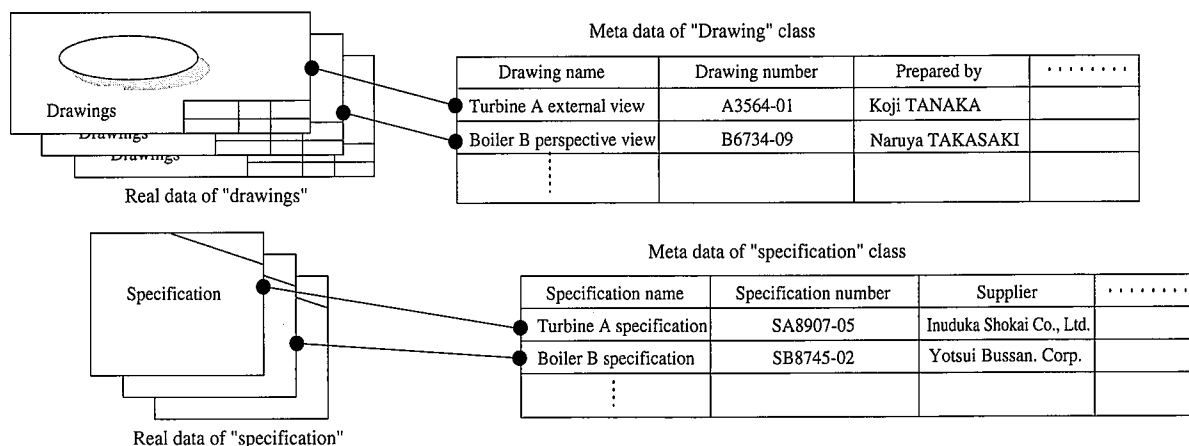 Meta data of "Drawing" class
Drawing name Drawing number Prepared by ........
Turbine A external view A3564-01 Koji TANAKA
Boiler B perspective view B6734-09 Naruya TAKASAKI
Drawings
Drawings
Drawings
Real data of "drawings"
Meta data of "specification" class
Specification name Specification number Supplier ........
Turbine A specification SA8907-05 Inuduka Shokai Co., Ltd.
Boiler B specification SB8745-02 Yotsui Bussan. Corp.
Specification
Real data of "specification"